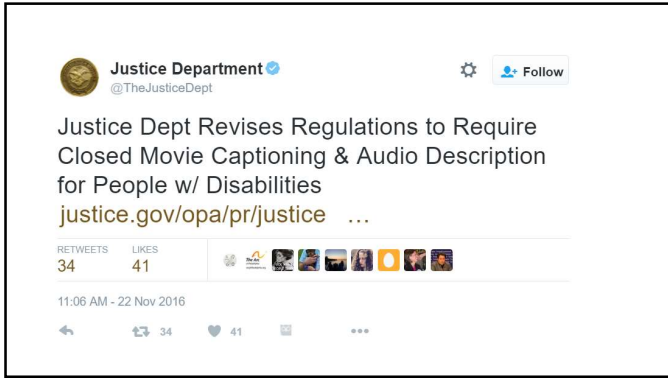 Justice Department
Follow
@TheJusticeDept
Justice Dept Revises Regulations to Require
Closed Movie Captioning & Audio Description
for People w/ Disabilities
justice.gov/opa/pr/justice ...
RETWEETS LIKES
34 41
11:06 AM - 22 Nov 2016
34 41